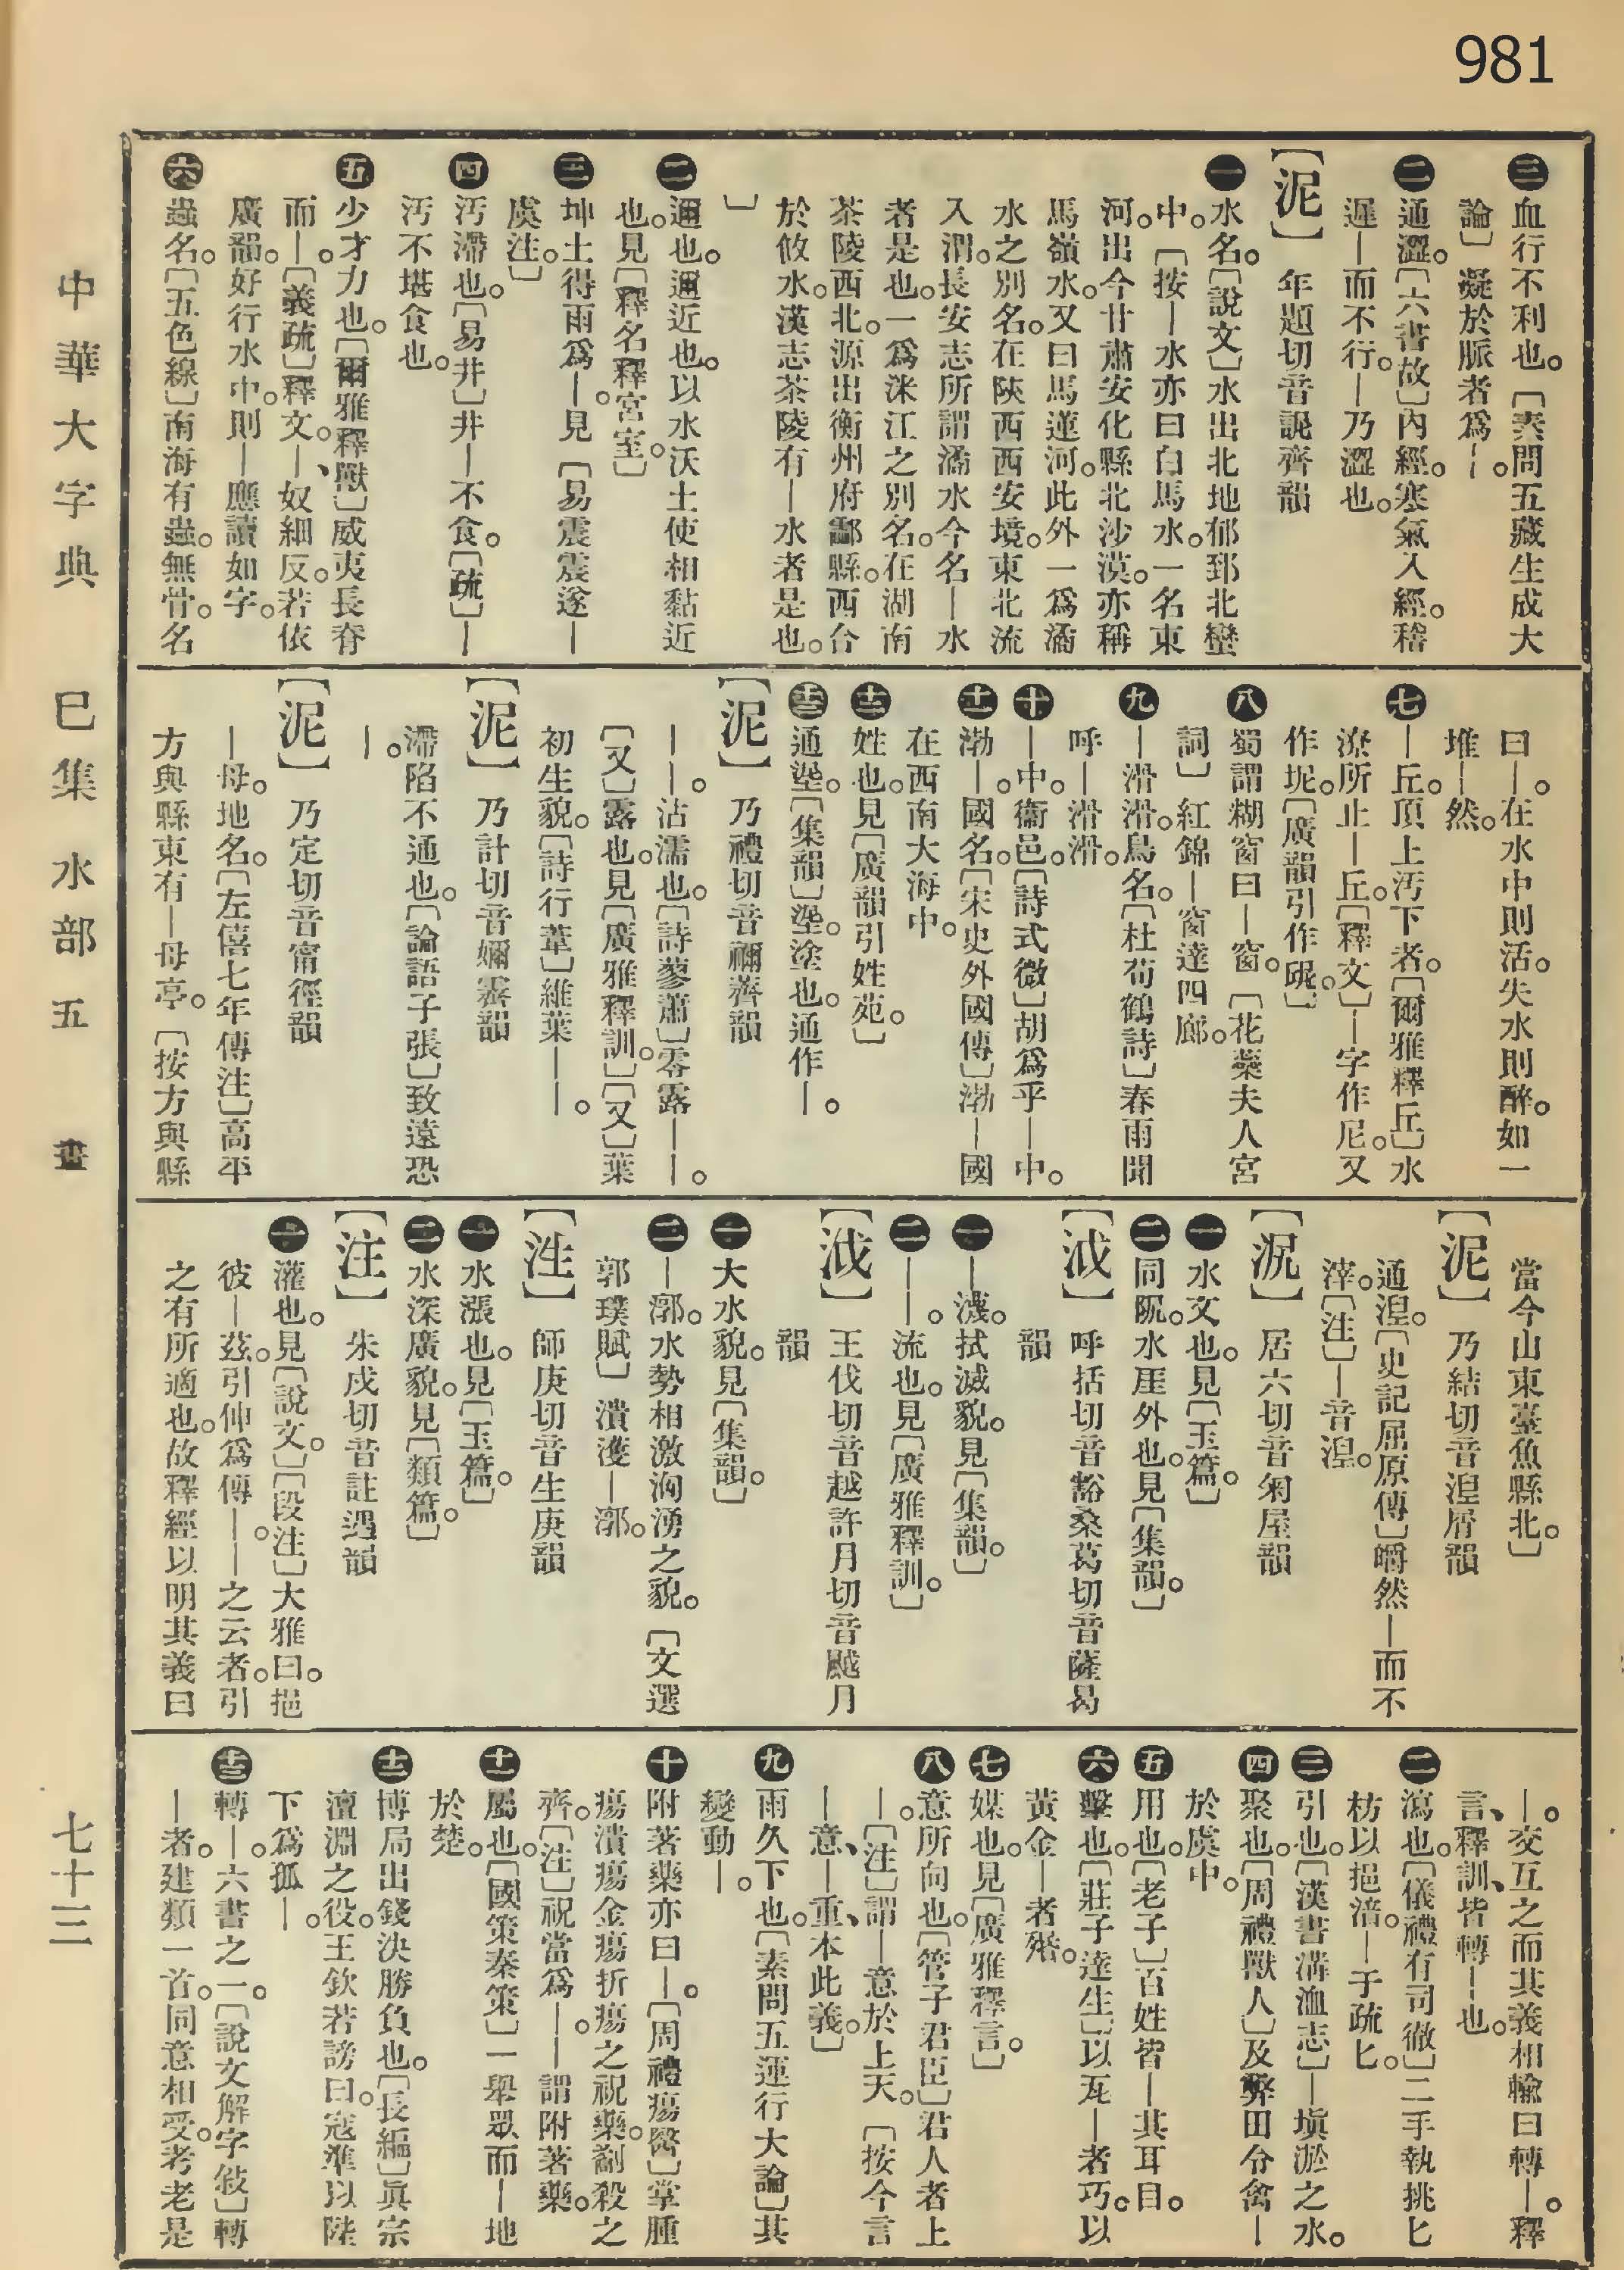 981
三血行不利也。〔素問五藏生成大
論〕凝於脈者爲—。
二通澀。〔六書故〕內經。寒氣入經。稽
遲—而不行。—乃澀也。
〔泥〕年題切音諎齊韻
一水名。〔說文〕水出北地郁郅北蠻
中。〔按—水亦曰白馬水。一名東
河。出今甘肅安化縣北沙漠。亦稱
馬嶺水。又曰馬蓮河。此外一爲潏
水之別名。在陝西西安境。東北流
入渭。長安志所謂潏水今名—水
者是也。一爲洣江之別名。在湖南
茶陵西北。源出衡州府酃縣。西合
於攸水。漢志茶陵有—水者是也。
〕
二邇也。邇近也。以水沃土使相黏近
也。見〔釋名釋宮室。〕
三坤土得雨爲—。見〔易震震遂—
虞注。〕
四汚滯也。〔易井〕井—不食。〔疏〕—
汚不堪食也。
五少才力也。〔爾雅釋獸〕威夷長脊
而—。〔義疏〕釋文。—、奴細反。若依
廣韻。好行水中。則—應讀如字。
六蟲名。〔五色線〕南海有蟲。無骨。名
曰—。在水中則活。失水則醉。如一
堆—然。
七—丘。頂上汚下者。〔爾雅釋丘〕水
潦所止—丘。〔釋文〕—字作尼。又
作坭。〔廣韻引作䘽。〕
八蜀謂糊窗曰—窗。〔花蘂夫人宮
詞〕紅錦—窗逹四廊。
九—滑滑。鳥名。〔杜荀鶴詩〕春雨聞
呼—滑滑。
十—中。衞邑。〔詩式微〕胡爲乎—中。
十一渤—。國名。〔宋史外國傳〕渤—國
在西南大海中。
十二姓也。見〔廣韻引姓苑。〕
十三通埿。〔集韻〕埿。塗也。通作—。
〔泥〕乃禮切音禰薺韻
——。沾濡也。〔詩蓼蕭〕零露——。
〔又〕露也。見〔廣雅釋訓。〕〔又〕葉
初生貌。〔詩行葦〕維葉——。
〔泥〕乃計切音嬭霽韻
滯陷不通也。〔論語子張〕致遠恐
—。
〔泥〕乃定切音甯徑韻
—母。地名。〔左僖七年傳注〕高平
方與縣東有—母亭。〔按方與縣
當今山東臺魚縣北。〕
〔泥〕乃結切音湼屑韻
通湼。〔史記屈原傳〕皭然—而不
滓。〔注〕—音湼。
〔泦〕居六切音匊屋韻
一水文也。見〔玉篇。〕
二同阮。水厓外也。見〔集韻。〕
〔泧〕呼括切音豁桑葛切音薩曷
韻
一—濊。拭滅貌。見〔集韻。〕
二——。流也。見〔廣雅釋訓。〕
〔泧〕王伐切音越許月切音颰月
韻
一大水貌。見〔集韻。〕
二—漷。水勢相激洶湧之貌。〔文選
郭璞賦〕潰濩—漷。
〔泩〕師庚切音生庚韻
一水漲也。見〔玉篇。〕
二水深廣貌。見〔類篇。〕
〔注〕朱戍切音註遇韻
一灌也。見〔說文。〕〔段注〕大雅曰。挹
彼—茲。引伸爲傳—。—之云者。引
之有所適也。故釋經以明其義曰
—。交互之而其義相輸曰轉—。釋
言、釋訓、皆轉—也。
二瀉也。〔儀禮有司徹〕二手執挑匕
枋以挹湆。—于疏匕。
三引也。〔漢書溝洫志〕—塡淤之水。
四聚也。〔周禮獸人〕及弊田令禽—
於虞中。
五用也。〔老子〕百姓皆—其耳目。
六擊也。〔莊子逹生〕以瓦—者巧。以
黃金—者殙。
七媒也。見〔廣雅釋言。〕
八意所向也。〔管子君臣〕君人者上
—。〔注〕謂—意於上天。〔按今言
—意、—重、本此義。〕
九雨久下也。〔素問五運行大論〕其
變動—。
十附著藥亦曰—。〔周禮瘍醫〕掌腫
瘍潰瘍金瘍折瘍之祝藥。劀殺之
齊。〔注〕祝當爲—。—謂附著藥。
十一屬也。〔國策秦策〕一舉眾而—地
於楚。
十二博局出錢決勝負也。〔長編〕眞宗
澶淵之役。王欽若謗曰。寇準以陛
下爲孤—。
十三轉—。六書之一。〔說文解字敍〕轉
—者。建類一首。同意相受。考老是
中華大字典　巳集　水部　五　畫　七十三